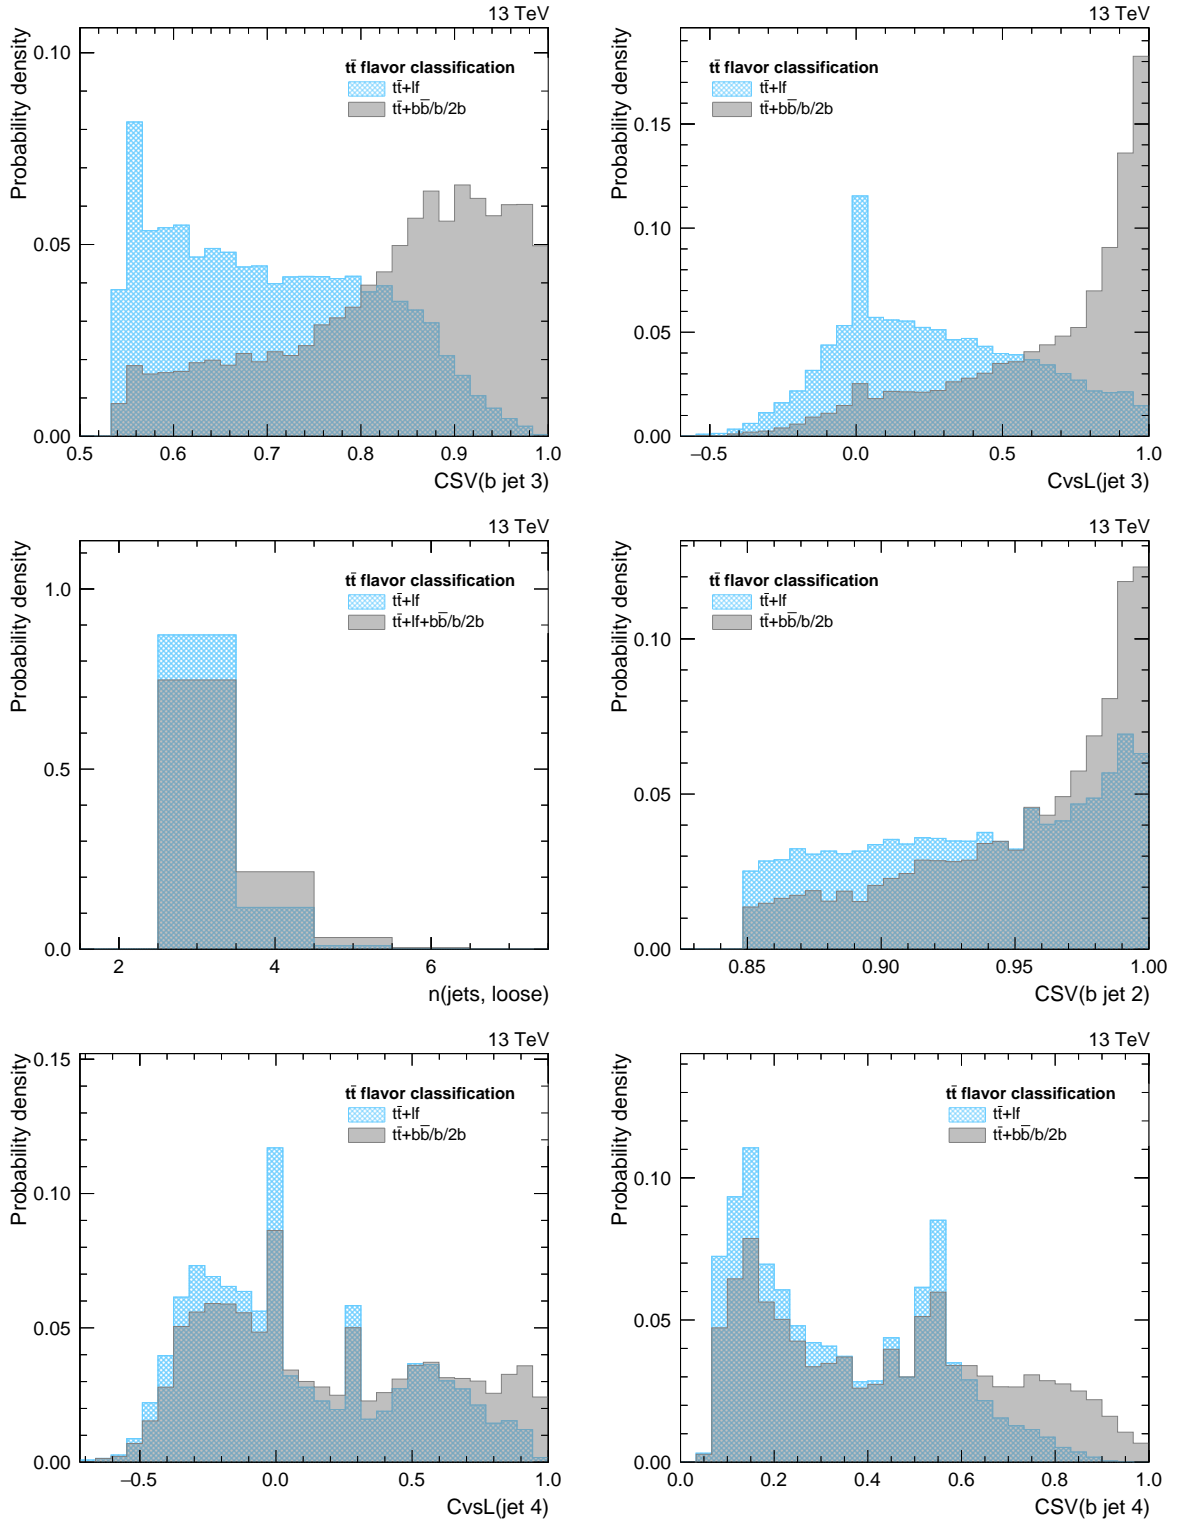 13 TeV
Probability density
0.10
0.05
0.00
tt̄ flavor classification
tt̄+lf
tt̄+bb̄/b/2b
0.5 0.6 0.7 0.8 0.9 1.0
CSV(b jet 3)
13 TeV
Probability density
0.15
0.10
0.05
0.00
tt̄ flavor classification
tt̄+lf
tt̄+bb̄/b/2b
−0.5 0.0 0.5 1.0
CvsL(jet 3)
13 TeV
Probability density
1.0
0.5
0.0
tt̄ flavor classification
tt̄+lf
tt̄+lf+bb̄/b/2b
2 4 6
n(jets, loose)
13 TeV
Probability density
0.10
0.05
0.00
tt̄ flavor classification
tt̄+lf
tt̄+bb̄/b/2b
0.85 0.90 0.95 1.00
CSV(b jet 2)
13 TeV
Probability density
0.15
0.10
0.05
0.00
tt̄ flavor classification
tt̄+lf
tt̄+bb̄/b/2b
−0.5 0.0 0.5 1.0
CvsL(jet 4)
13 TeV
Probability density
0.10
0.05
0.00
tt̄ flavor classification
tt̄+lf
tt̄+bb̄/b/2b
0.0 0.2 0.4 0.6 0.8 1.0
CSV(b jet 4)